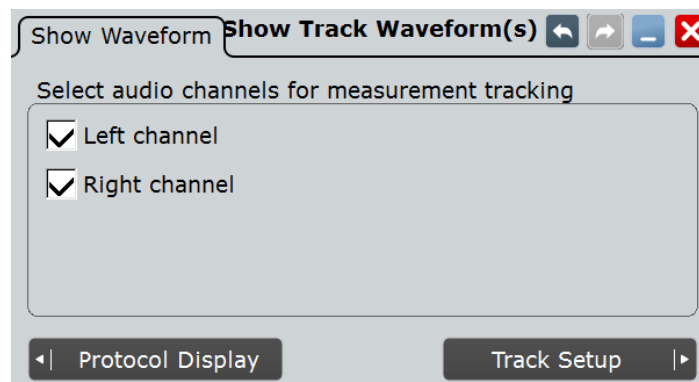 Show Waveform
Show Track Waveform(s)
Select audio channels for measurement tracking
Left channel
Right channel
Protocol Display
Track Setup